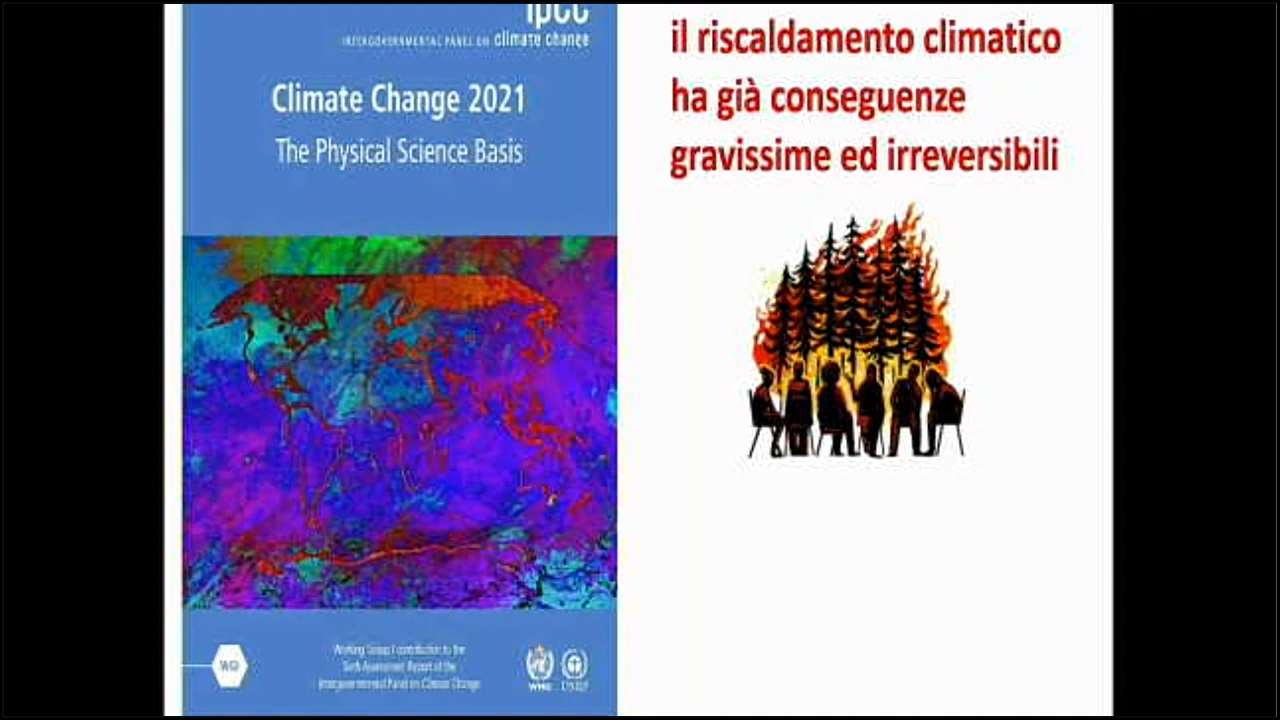 ipcc
INTERGOVERNMENTAL PANEL ON climate change
Climate Change 2021
The Physical Science Basis
WGI
Working Group I contribution to the
Sixth Assessment Report of the
Intergovernmental Panel on Climate Change
WMO
UNEP
il riscaldamento climatico
ha già conseguenze
gravissime ed irreversibili